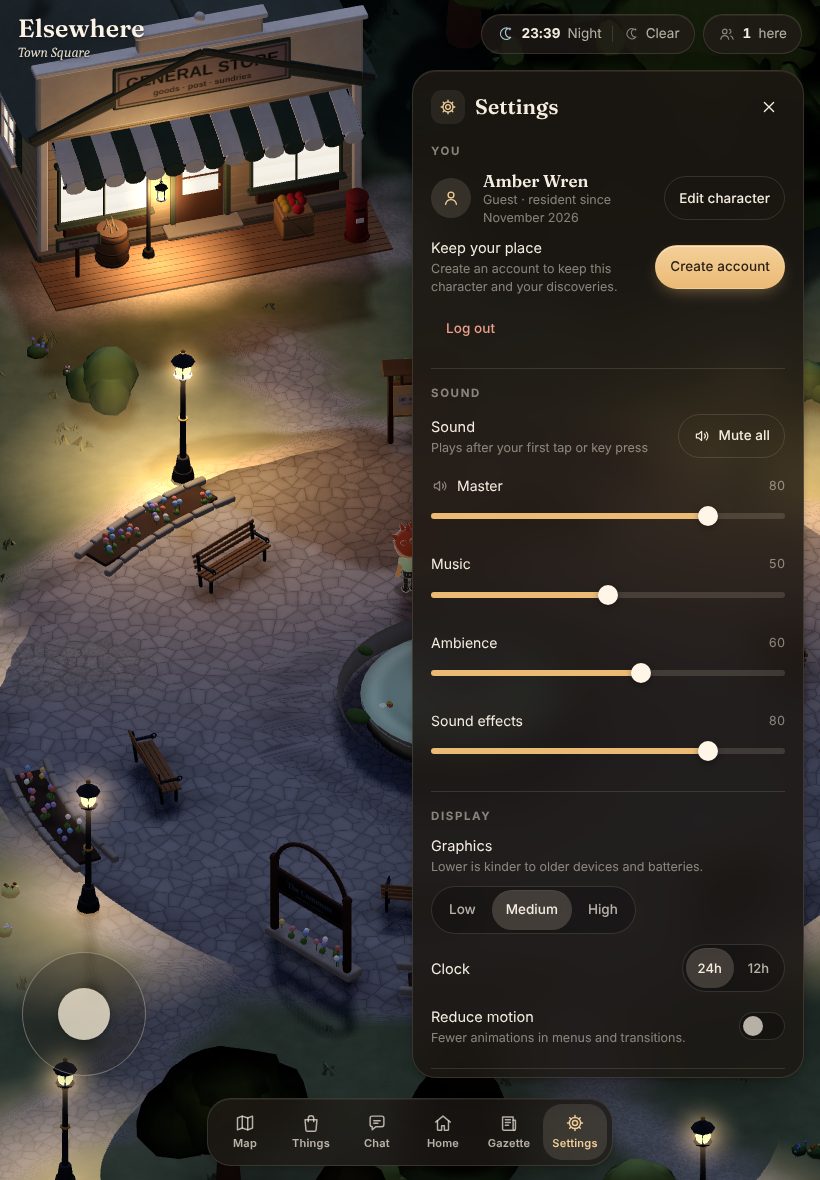 Elsewhere
Town Square
23:39 Night
Clear
1 here
GENERAL STORE
goods · post · sundries
Settings
YOU
Amber Wren
Guest · resident since
November 2026
Edit character
Keep your place
Create an account to keep this
character and your discoveries.
Create account
Log out
SOUND
Sound
Plays after your first tap or key press
Mute all
Master
80
Music
50
Ambience
60
Sound effects
80
DISPLAY
Graphics
Lower is kinder to older devices and batteries.
Low
Medium
High
Clock
24h
12h
Reduce motion
Fewer animations in menus and transitions.
Map
Things
Chat
Home
Gazette
Settings